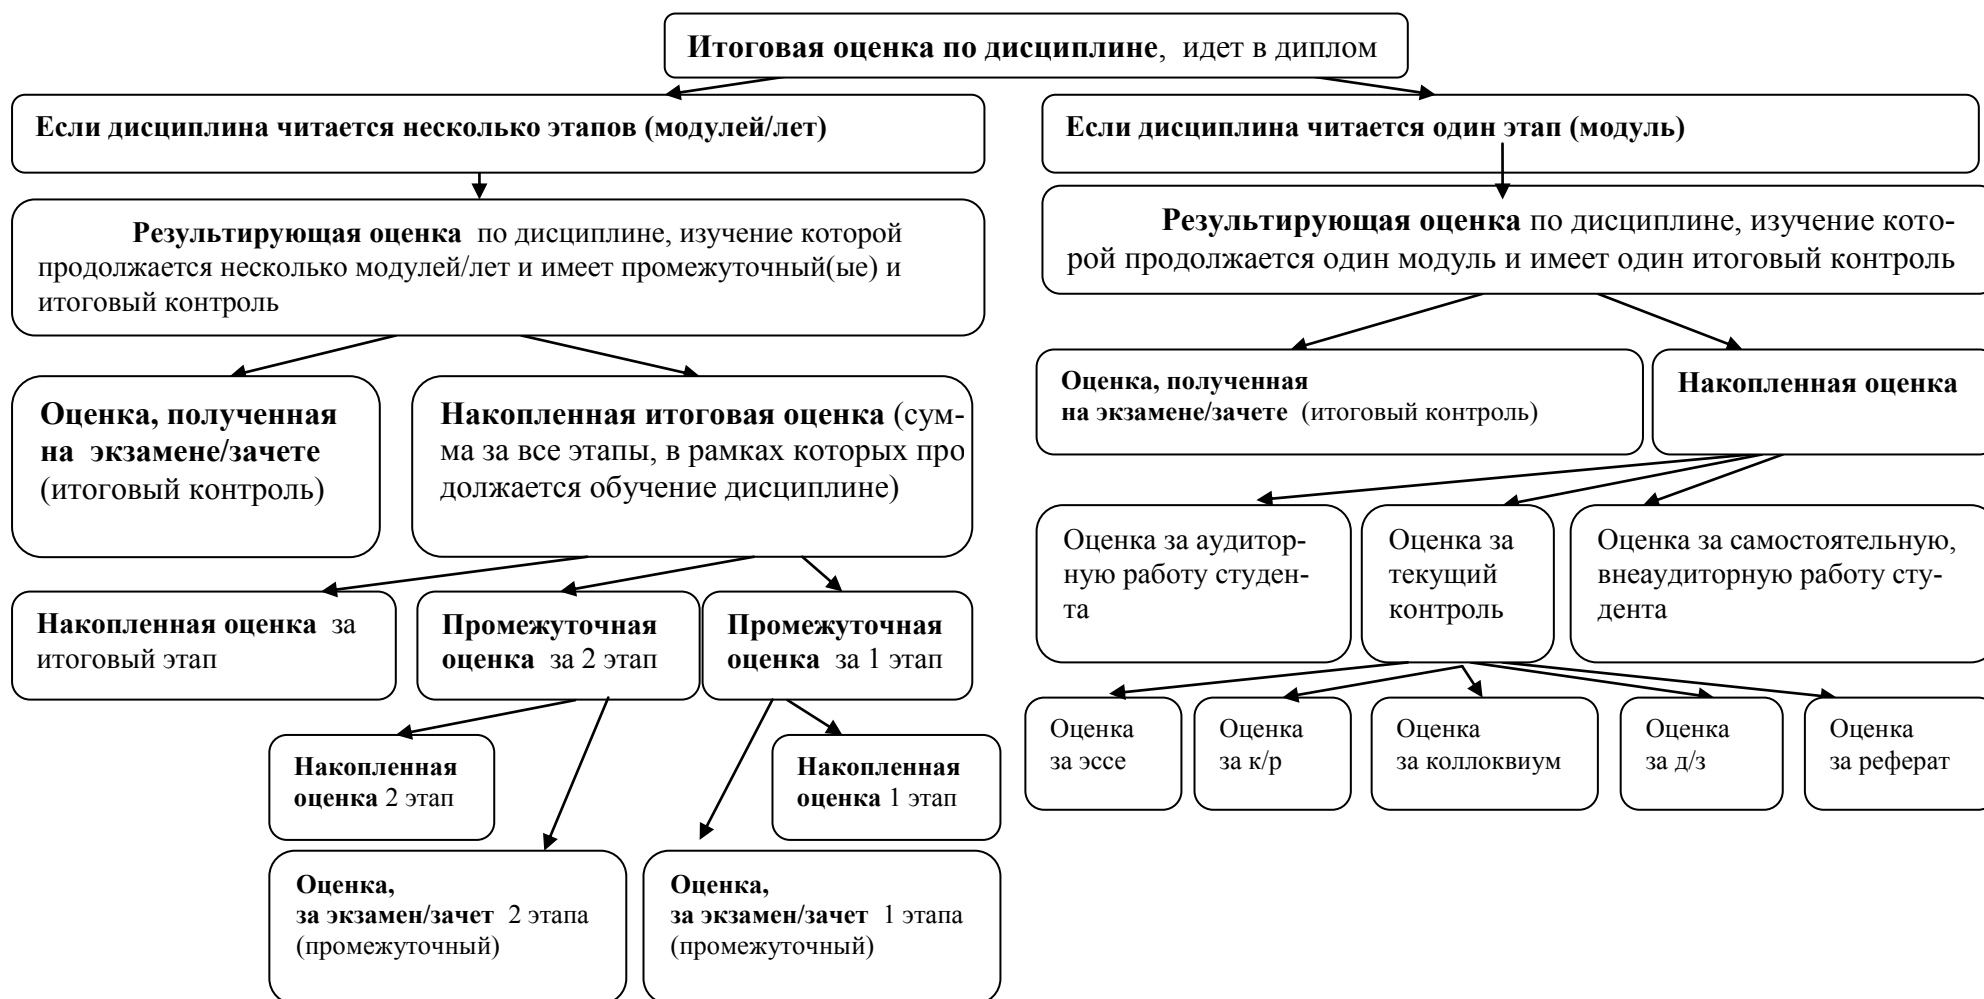 Итоговая оценка по дисциплине, идет в диплом
Если дисциплина читается несколько этапов (модулей/лет)
Результирующая оценка по дисциплине, изучение которой
продолжается несколько модулей/лет и имеет промежуточный(ые) и
итоговый контроль
Оценка, полученная
на экзамене/зачете
(итоговый контроль)
Накопленная итоговая оценка (сум-
ма за все этапы, в рамках которых про
должается обучение дисциплине)
Накопленная оценка за
итоговый этап
Промежуточная
оценка за 2 этап
Промежуточная
оценка за 1 этап
Накопленная
оценка 2 этап
Накопленная
оценка 1 этап
Оценка,
за экзамен/зачет 2 этапа
(промежуточный)
Оценка,
за экзамен/зачет 1 этапа
(промежуточный)
Если дисциплина читается один этап (модуль)
Результирующая оценка по дисциплине, изучение кото-
рой продолжается один модуль и имеет один итоговый контроль
Оценка, полученная
на экзамене/зачете (итоговый контроль)
Накопленная оценка
Оценка за аудитор-
ную работу студен-
та
Оценка за
текущий
контроль
Оценка за самостоятельную,
внеаудиторную работу сту-
дента
Оценка
за эссе
Оценка
за к/р
Оценка
за коллоквиум
Оценка
за д/з
Оценка
за реферат